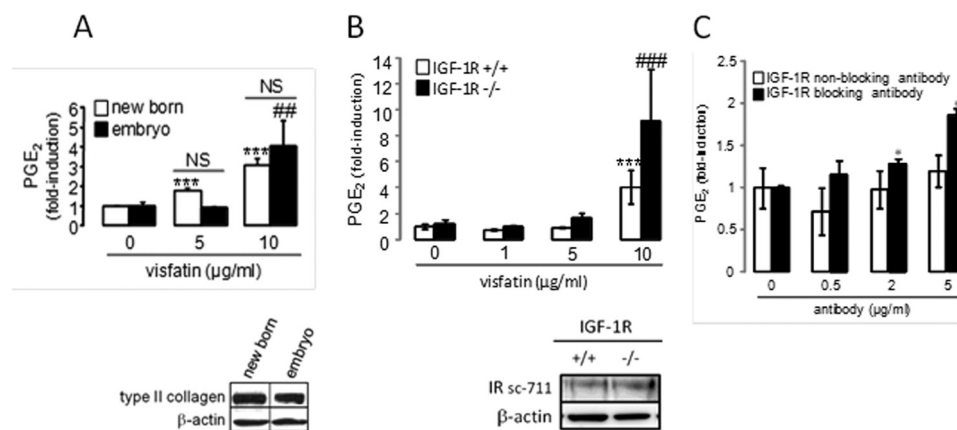 A
NS
new born
embryo
##
NS
***
***
PGE2
(fold-induction)
6
5
4
3
2
1
0
0 5 10
visfatin (µg/ml)
new born
embryo
type II collagen
β-actin
B
IGF-1R +/+
IGF-1R -/-
###
***
PGE2 (fold-induction)
14
12
10
8
6
4
2
0
0 1 5 10
visfatin (µg/ml)
IGF-1R
+/+ -/-
IR sc-711
β-actin
C
IGF-1R non-blocking antibody
IGF-1R blocking antibody
*
PGE2 (fold-induction)
2.5
2
1.5
1
0.5
0
0 0.5 2 5
antibody (µg/ml)